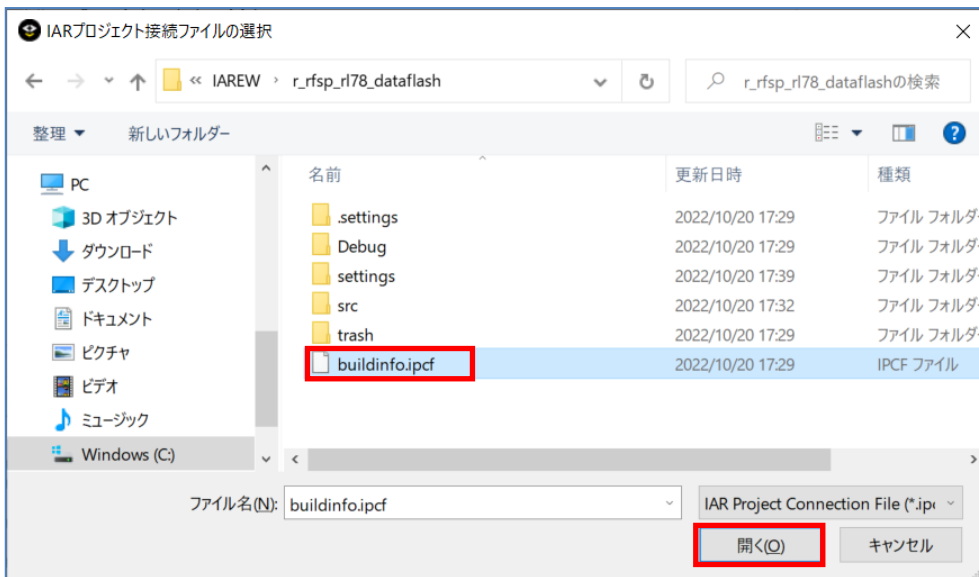 IARプロジェクト接続ファイルの選択
« IAREW › r_rfsp_rl78_dataflash
r_rfsp_rl78_dataflashの検索
整理 新しいフォルダー
PC
3D オブジェクト
ダウンロード
デスクトップ
ドキュメント
ピクチャ
ビデオ
ミュージック
Windows (C:)
名前 更新日時 種類
.settings 2022/10/20 17:29 ファイル フォルダ
Debug 2022/10/20 17:29 ファイル フォルダ
settings 2022/10/20 17:39 ファイル フォルダ
src 2022/10/20 17:32 ファイル フォルダ
trash 2022/10/20 17:29 ファイル フォルダ
buildinfo.ipcf 2022/10/20 17:29 IPCF ファイル
ファイル名(N): buildinfo.ipcf
IAR Project Connection File (*.ipc
開く(O) キャンセル